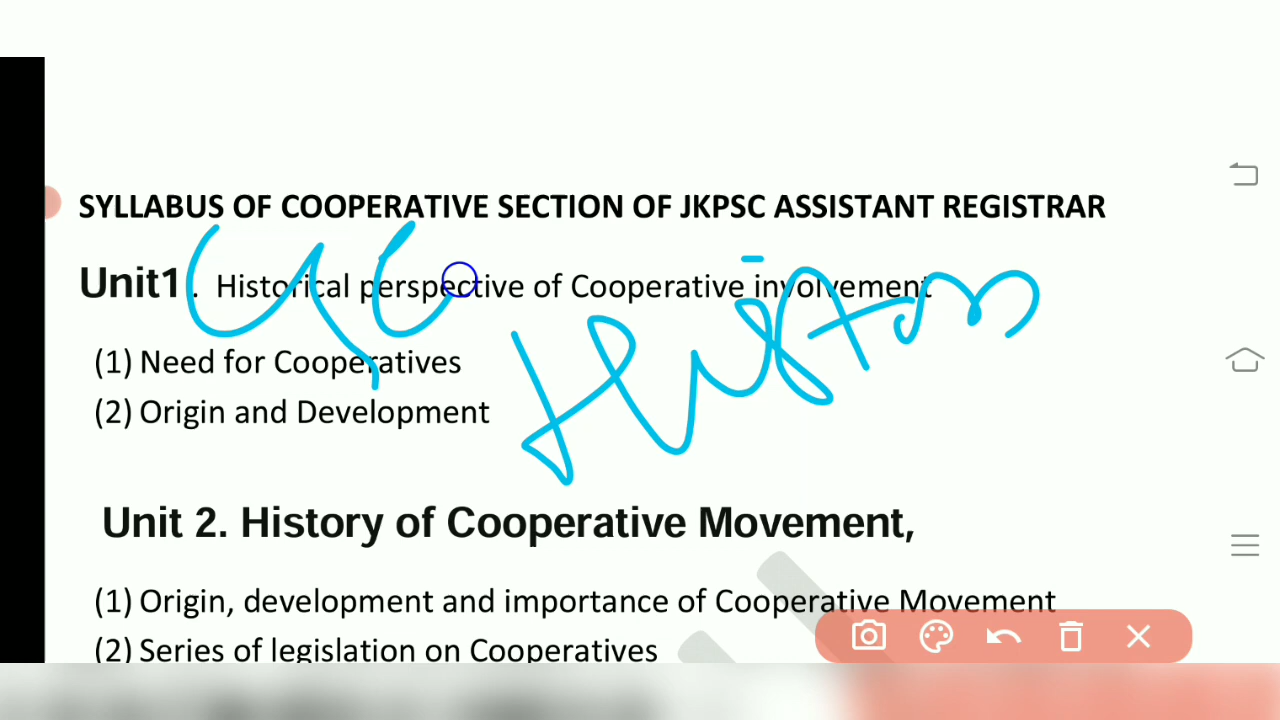 SYLLABUS OF COOPERATIVE SECTION OF JKPSC ASSISTANT REGISTRAR
Unit1. Historical perspective of Cooperative involvement
(1) Need for Cooperatives
(2) Origin and Development
Unit 2. History of Cooperative Movement,
(1) Origin, development and importance of Cooperative Movement
(2) Series of legislation on Cooperatives